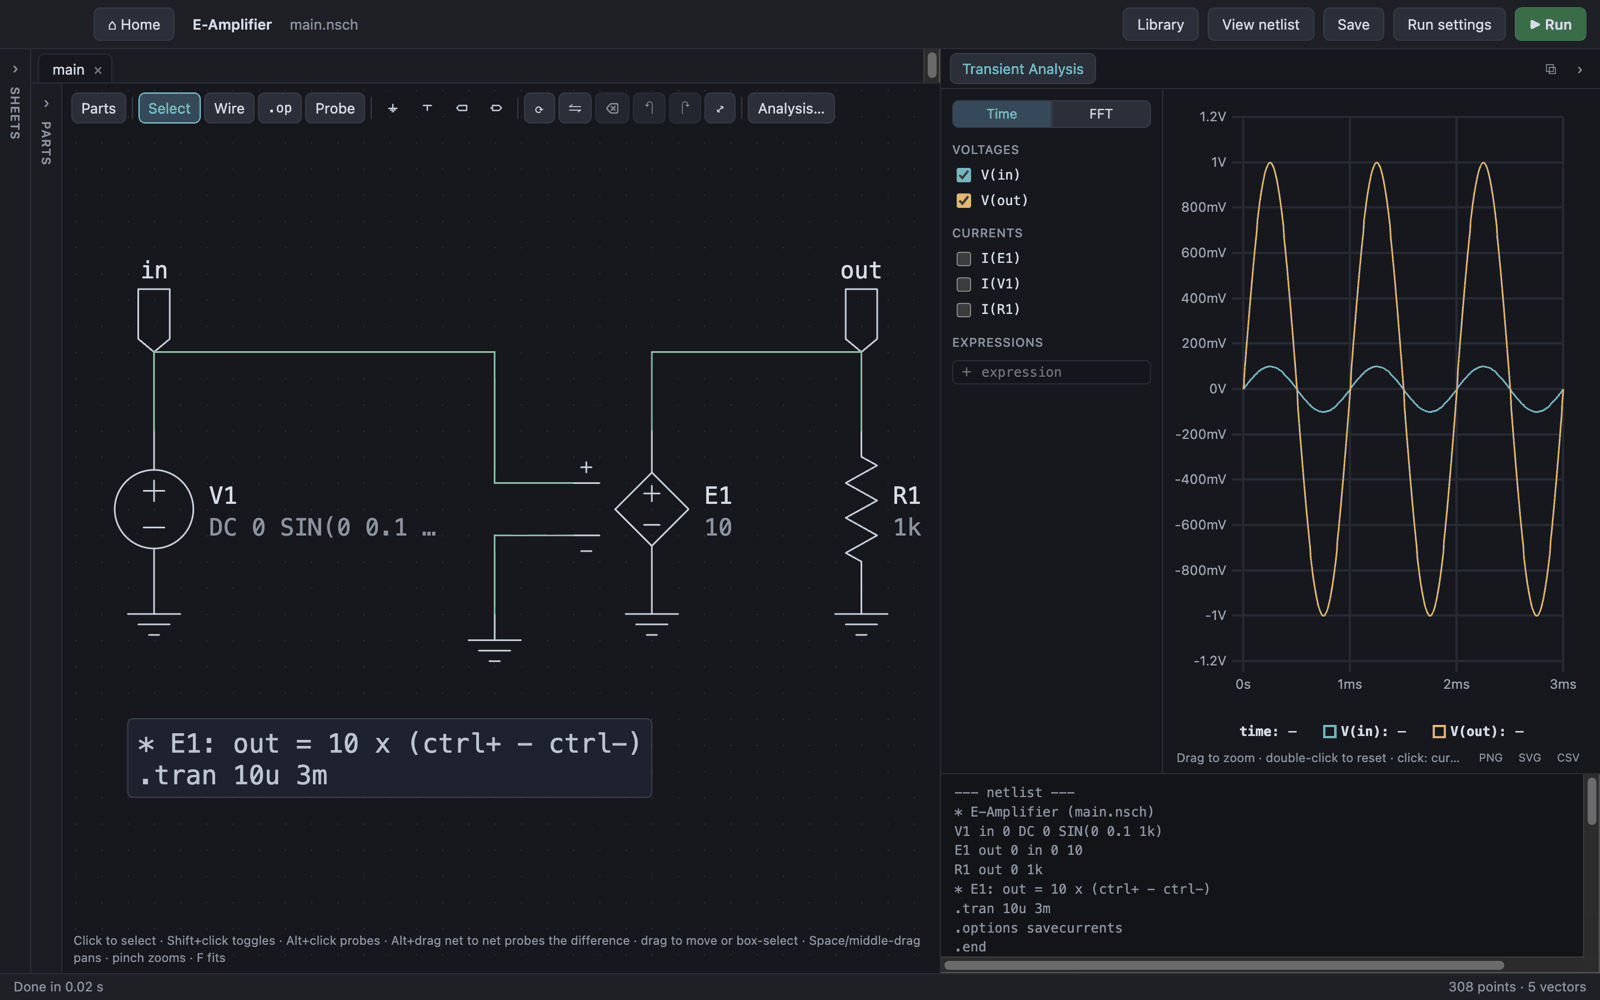 ⌂ Home E-Amplifier main.nsch Library View netlist Save Run settings ▶ Run
SHEETS
PARTS
main ×
Parts Select Wire .op Probe Analysis...
in
out
+
V1
DC 0 SIN(0 0.1 …
E1
10
R1
1k
−
* E1: out = 10 x (ctrl+ − ctrl−)
.tran 10u 3m
Click to select · Shift+click toggles · Alt+click probes · Alt+drag net to net probes the difference · drag to move or box-select · Space/middle-drag
pans · pinch zooms · F fits
Transient Analysis
Time FFT
VOLTAGES
V(in)
V(out)
CURRENTS
I(E1)
I(V1)
I(R1)
EXPRESSIONS
+ expression
1.2V
1V
800mV
600mV
400mV
200mV
0V
-200mV
-400mV
-600mV
-800mV
-1V
-1.2V
0s 1ms 2ms 3ms
time: – V(in): – V(out): –
Drag to zoom · double-click to reset · click: cur... PNG SVG CSV
--- netlist ---
* E-Amplifier (main.nsch)
V1 in 0 DC 0 SIN(0 0.1 1k)
E1 out 0 in 0 10
R1 out 0 1k
* E1: out = 10 x (ctrl+ − ctrl−)
.tran 10u 3m
.options savecurrents
.end
Done in 0.02 s 308 points · 5 vectors